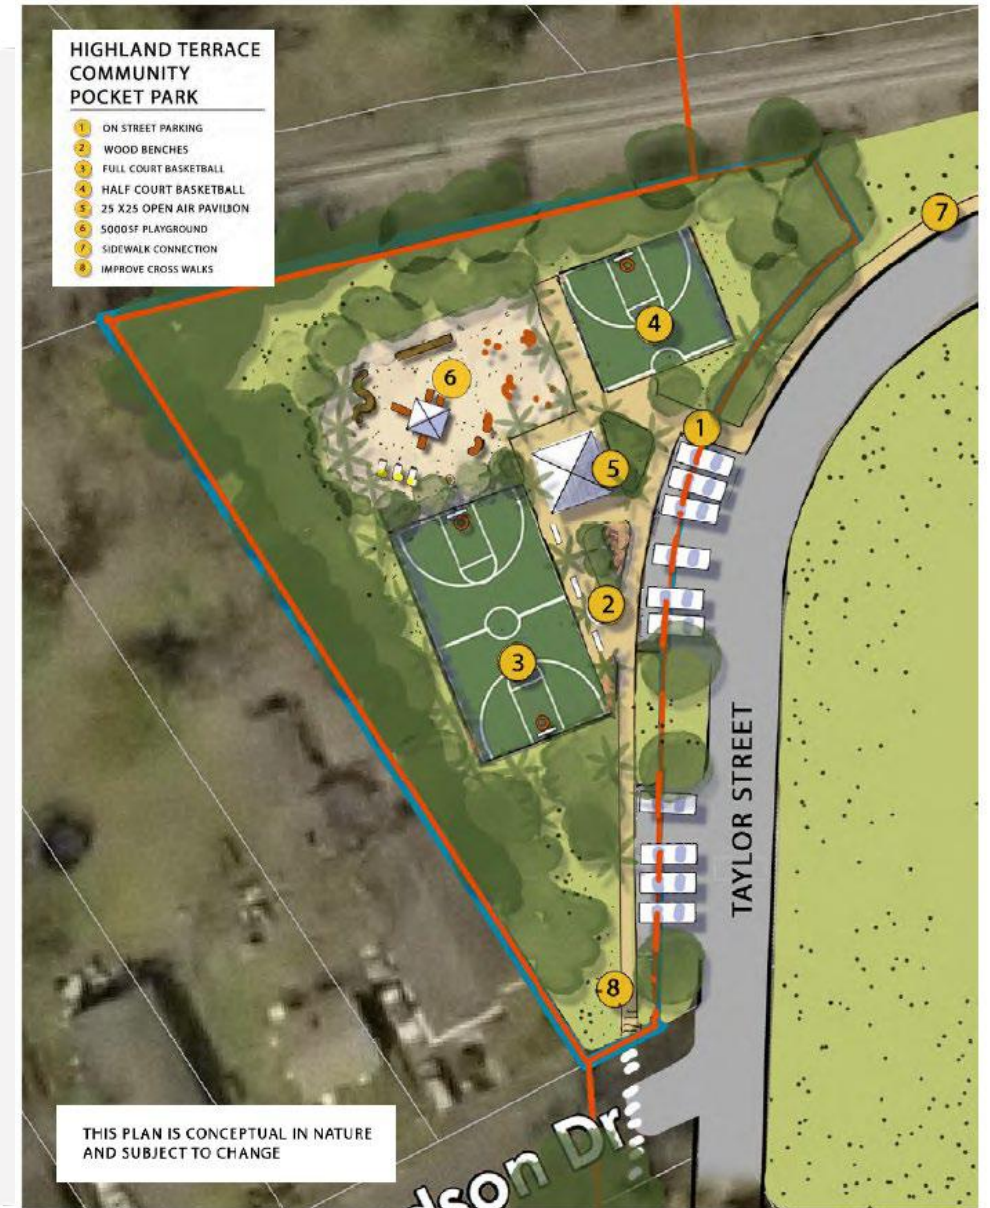 HIGHLAND TERRACE
COMMUNITY
POCKET PARK
1 ON STREET PARKING
2 WOOD BENCHES
3 FULL COURT BASKETBALL
4 HALF COURT BASKETBALL
5 25 X25 OPEN AIR PAVILION
6 5000SF PLAYGROUND
7 SIDEWALK CONNECTION
8 IMPROVE CROSS WALKS
7
4
6
1
5
2
3
TAYLOR STREET
8
THIS PLAN IS CONCEPTUAL IN NATURE
AND SUBJECT TO CHANGE
dson Dr